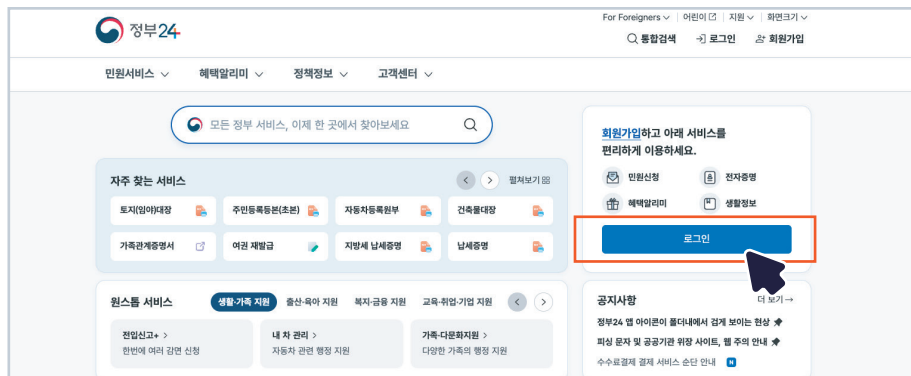 For Foreigners 어린이 지원 화면크기
정부24
통합검색 로그인 회원가입
민원서비스 혜택알리미 정책정보 고객센터
모든 정부 서비스, 이제 한 곳에서 찾아보세요
회원가입하고 아래 서비스를
편리하게 이용하세요.
민원신청 전자증명
혜택알리미 생활정보
로그인
자주 찾는 서비스 펼쳐보기
토지(임야)대장 주민등록등본(초본) 자동차등록원부 건축물대장
가족관계증명서 여권 재발급 지방세 납세증명 납세증명
원스톱 서비스 생활·가족 지원 출산·육아 지원 복지·금융 지원 교육·취업·기업 지원
전입신고+ >
한번에 여러 감면 신청
내 차 관리 >
자동차 관련 행정 지원
가족·다문화지원 >
다양한 가족의 행정 지원
공지사항 더 보기→
정부24 앱 아이콘이 폴더내에서 검게 보이는 현상
피싱 문자 및 공공기관 위장 사이트, 웹 주의 안내
수수료결제 결제 서비스 순단 안내 N